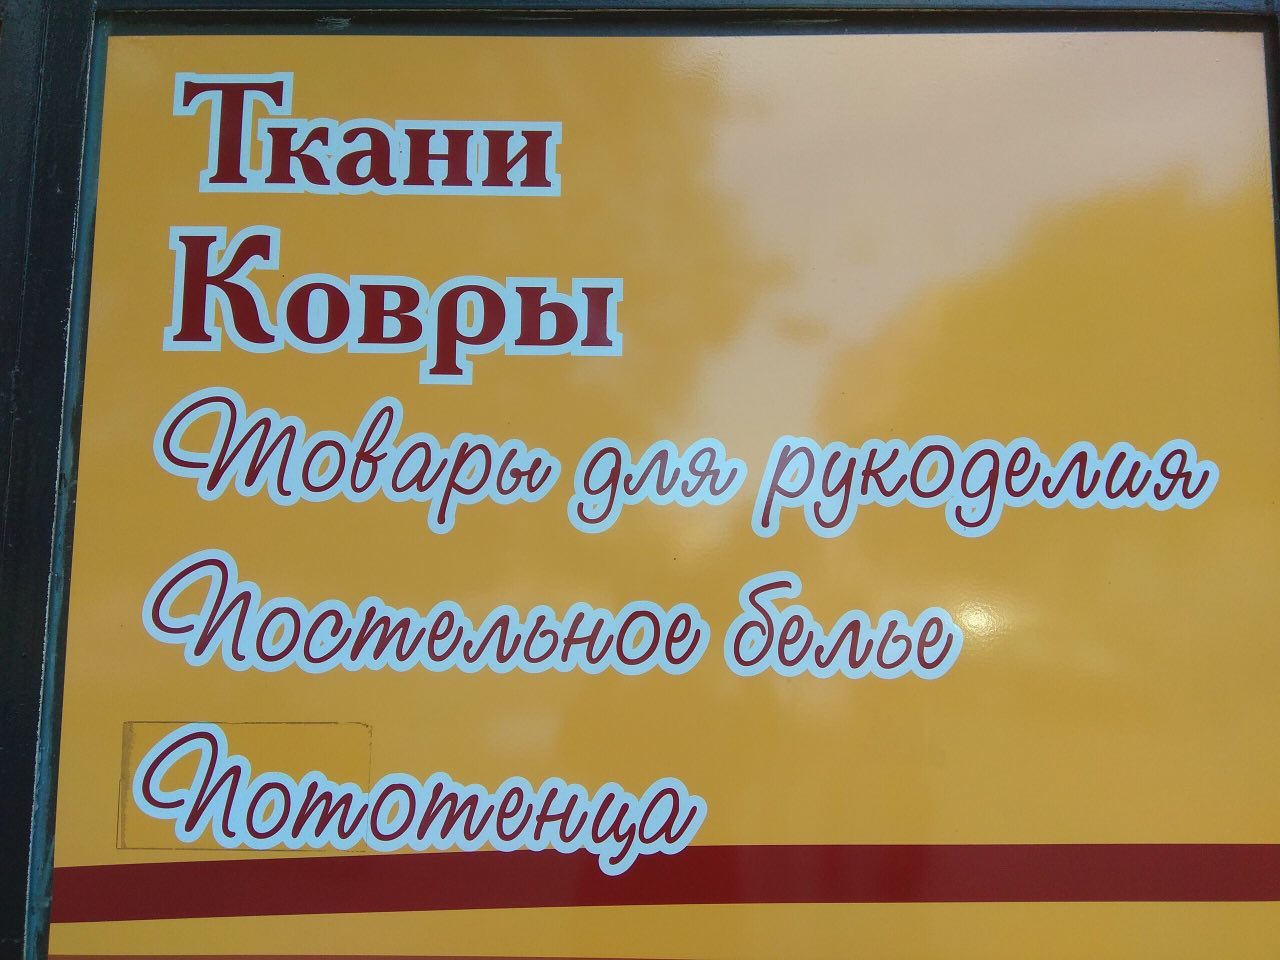 Ткани
Ковры
Товары для рукоделия
Постельное белье
Пототенца